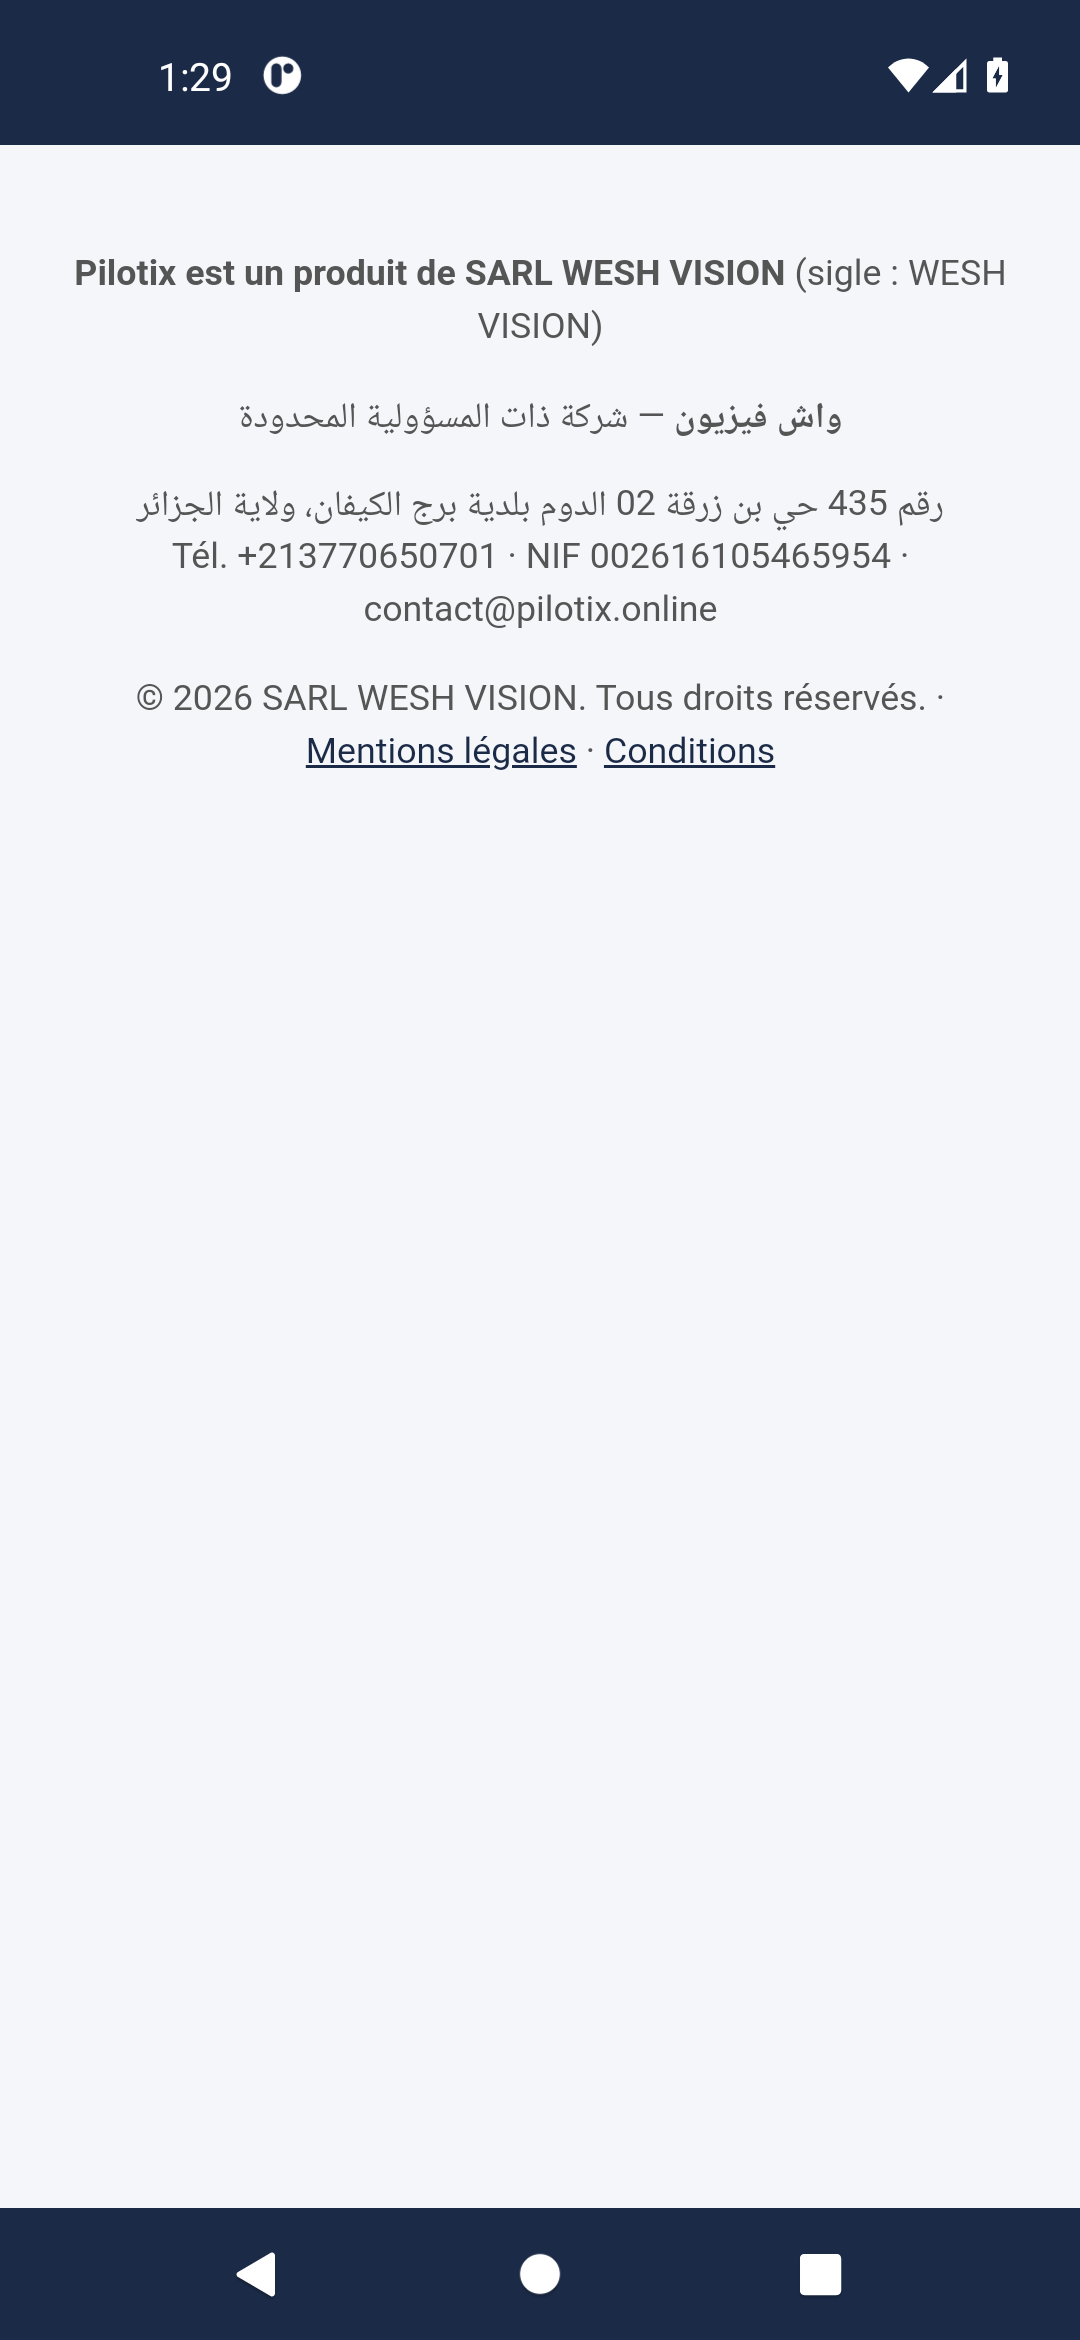 1:29
Pilotix est un produit de SARL WESH VISION (sigle : WESH
VISION)
واش فيزيون — شركة ذات المسؤولية المحدودة
رقم 435 حي بن زرقة 02 الدوم بلدية برج الكيفان، ولاية الجزائر
Tél. +213770650701 · NIF 002616105465954 ·
contact@pilotix.online
© 2026 SARL WESH VISION. Tous droits réservés. ·
Mentions légales · Conditions